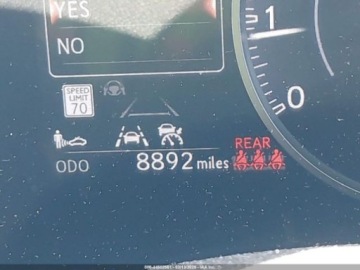 YES
NO
1
SPEED
LIMIT
70
0
REAR
ODO 8892 miles